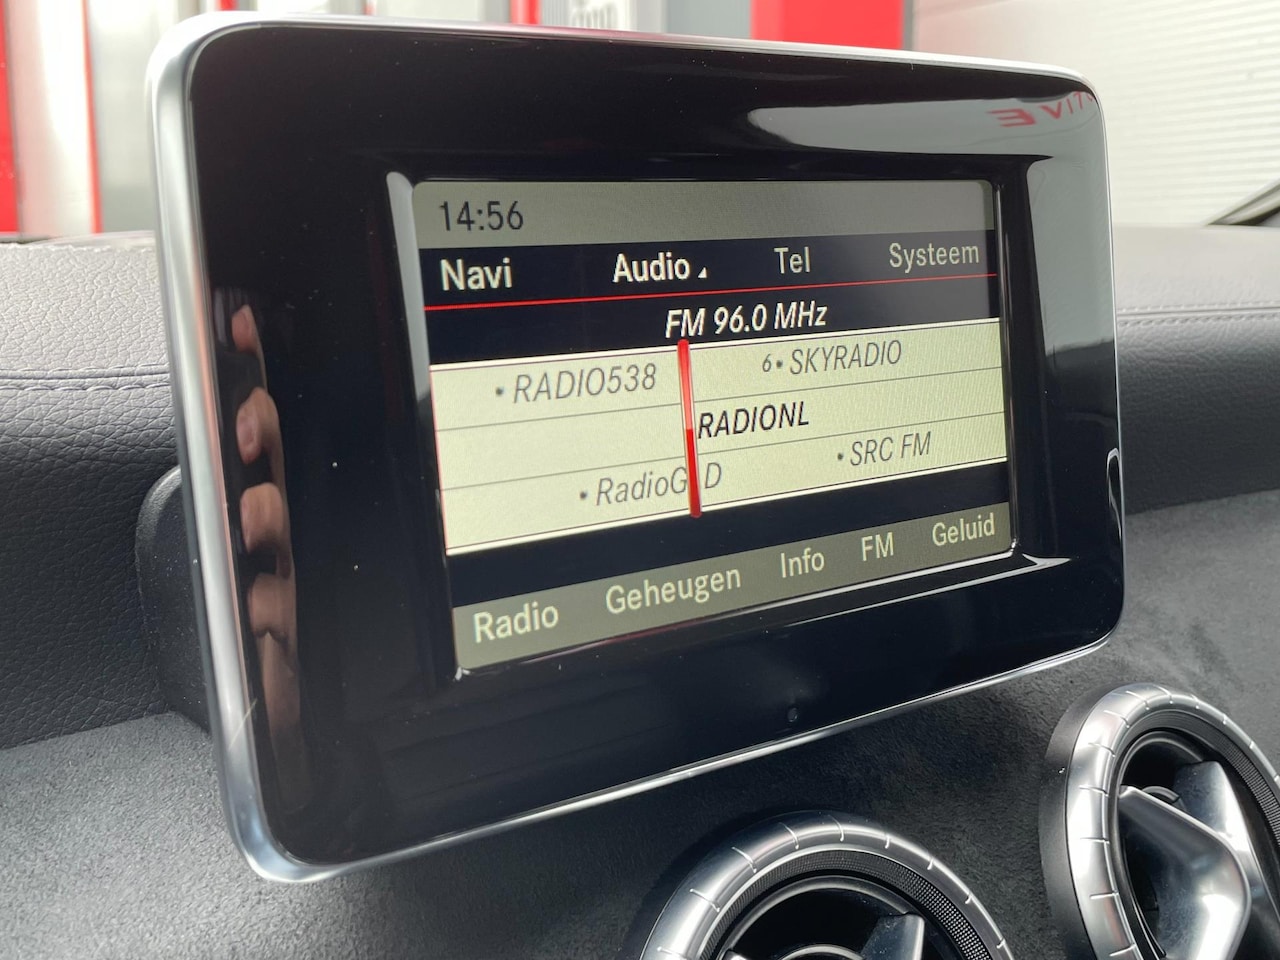 14:56
Navi Audio Tel Systeem
FM 96.0 MHz
• RADIO538 6• SKYRADIO
RADIONL
• RadioG D • SRC FM
Radio Geheugen Info FM Geluid